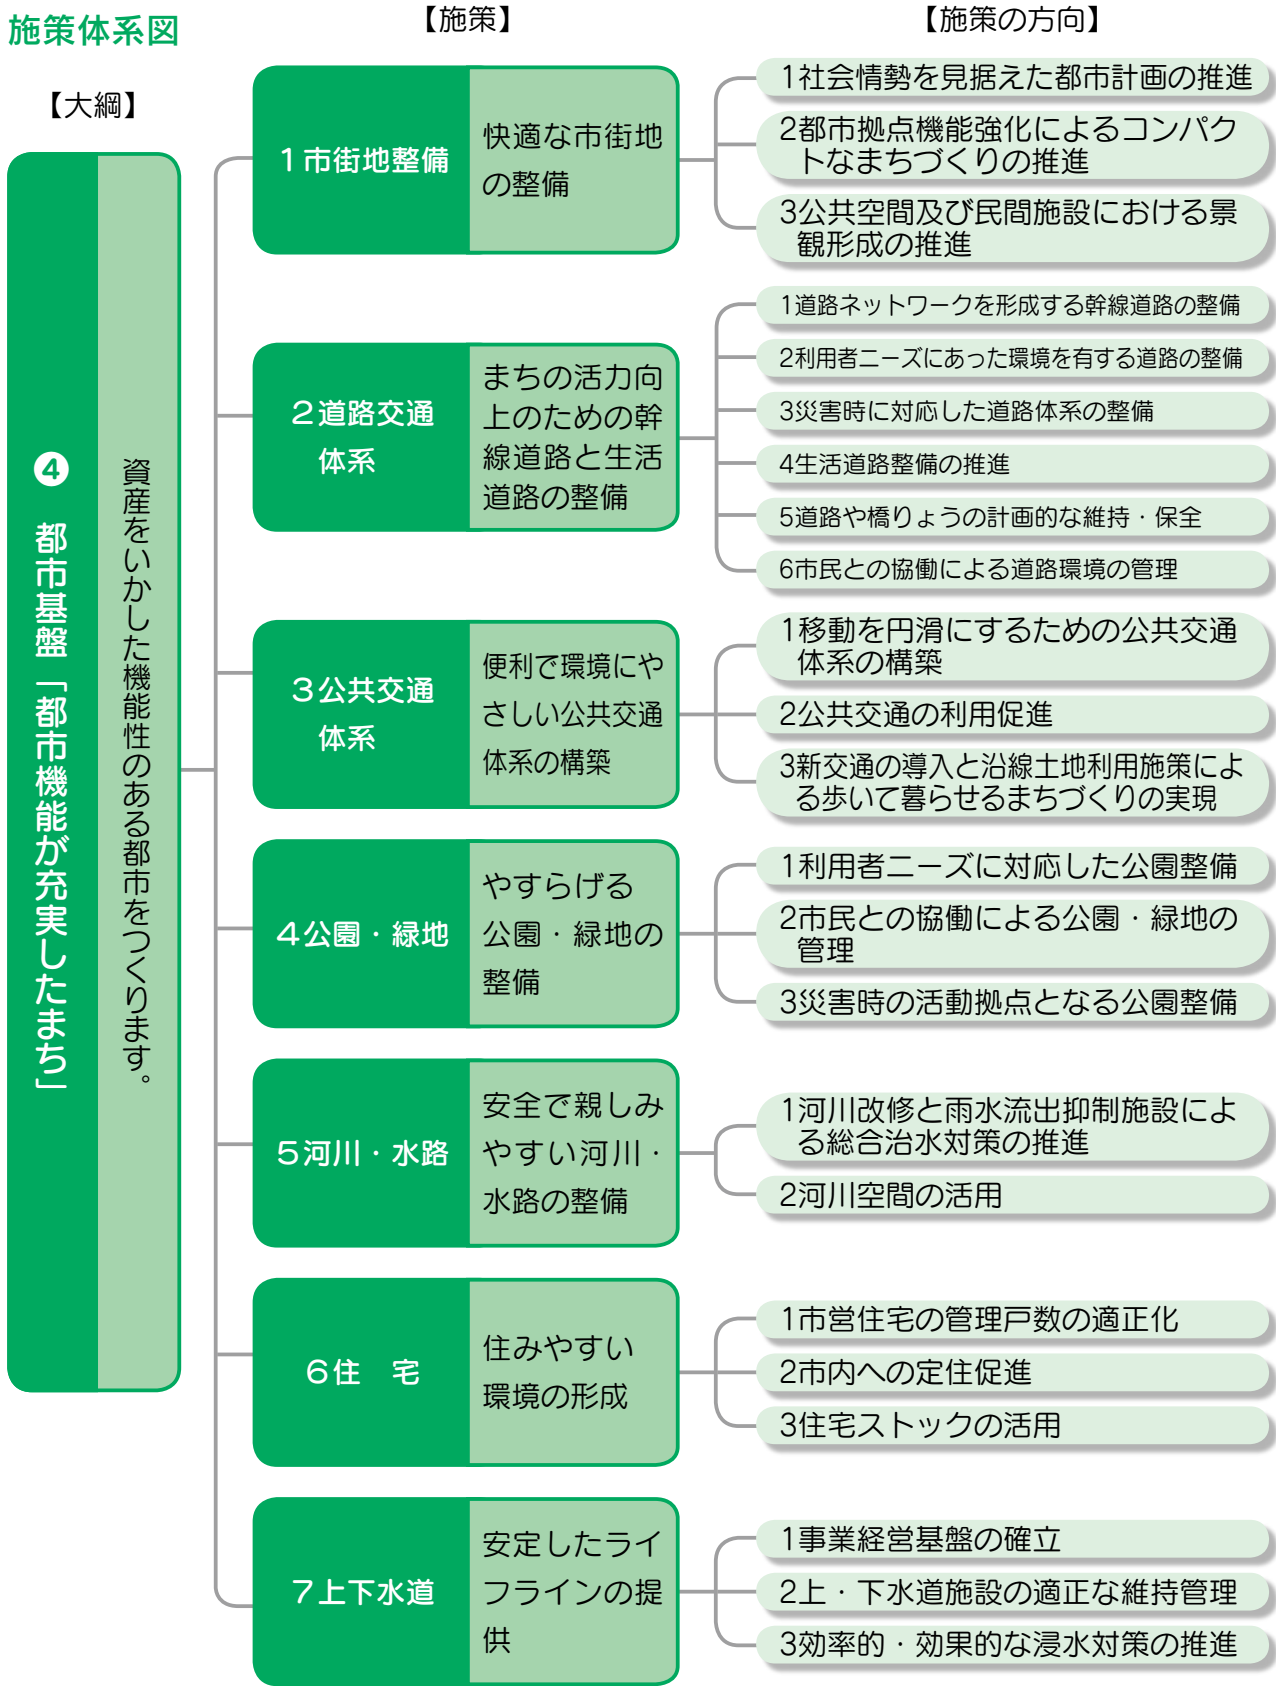 施策体系図
【大綱】
【施策】
【施策の方向】
❹ 都市基盤「都市機能が充実したまち」
資産をいかした機能性のある都市をつくります。
1市街地整備
快適な市街地
の整備
1社会情勢を見据えた都市計画の推進
2都市拠点機能強化によるコンパク
トなまちづくりの推進
3公共空間及び民間施設における景
観形成の推進
2道路交通
体系
まちの活力向
上のための幹
線道路と生活
道路の整備
1道路ネットワークを形成する幹線道路の整備
2利用者ニーズにあった環境を有する道路の整備
3災害時に対応した道路体系の整備
4生活道路整備の推進
5道路や橋りょうの計画的な維持・保全
6市民との協働による道路環境の管理
3公共交通
体系
便利で環境にや
さしい公共交通
体系の構築
1移動を円滑にするための公共交通
体系の構築
2公共交通の利用促進
3新交通の導入と沿線土地利用施策によ
る歩いて暮らせるまちづくりの実現
4公園・緑地
やすらげる
公園・緑地の
整備
1利用者ニーズに対応した公園整備
2市民との協働による公園・緑地の
管理
3災害時の活動拠点となる公園整備
5河川・水路
安全で親しみ
やすい河川・
水路の整備
1河川改修と雨水流出抑制施設によ
る総合治水対策の推進
2河川空間の活用
6住　宅
住みやすい
環境の形成
1市営住宅の管理戸数の適正化
2市内への定住促進
3住宅ストックの活用
7上下水道
安定したライ
フラインの提
供
1事業経営基盤の確立
2上・下水道施設の適正な維持管理
3効率的・効果的な浸水対策の推進